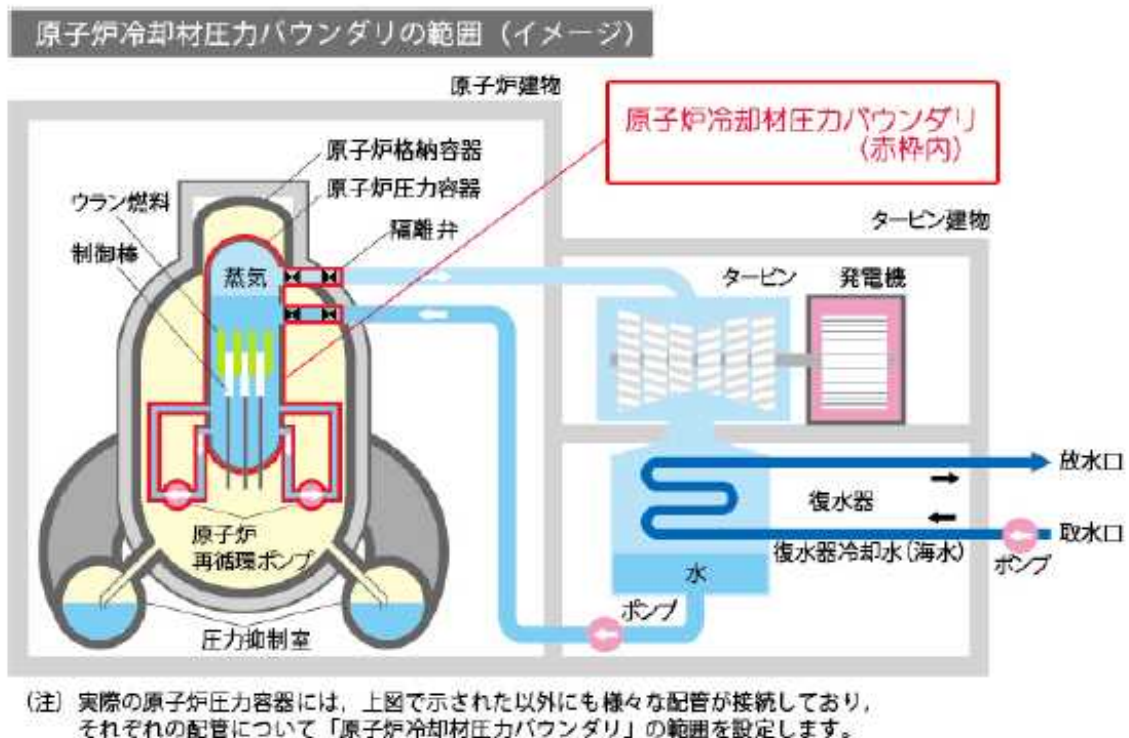 原子炉冷却材圧力バウンダリの範囲（イメージ）
原子炉建物
原子炉冷却材圧力バウンダリ
（赤枠内）
原子炉格納容器
原子炉圧力容器
ウラン燃料
隔離弁
制御棒
蒸気
タービン建物
タービン
発電機
放水口
復水器
取水口
復水器冷却水（海水）
ポンプ
水
ポンプ
原子炉
再循環ポンプ
圧力抑制室
（注）実際の原子炉圧力容器には，上図で示された以外にも様々な配管が接続しており，
それぞれの配管について「原子炉冷却材圧力バウンダリ」の範囲を設定します。